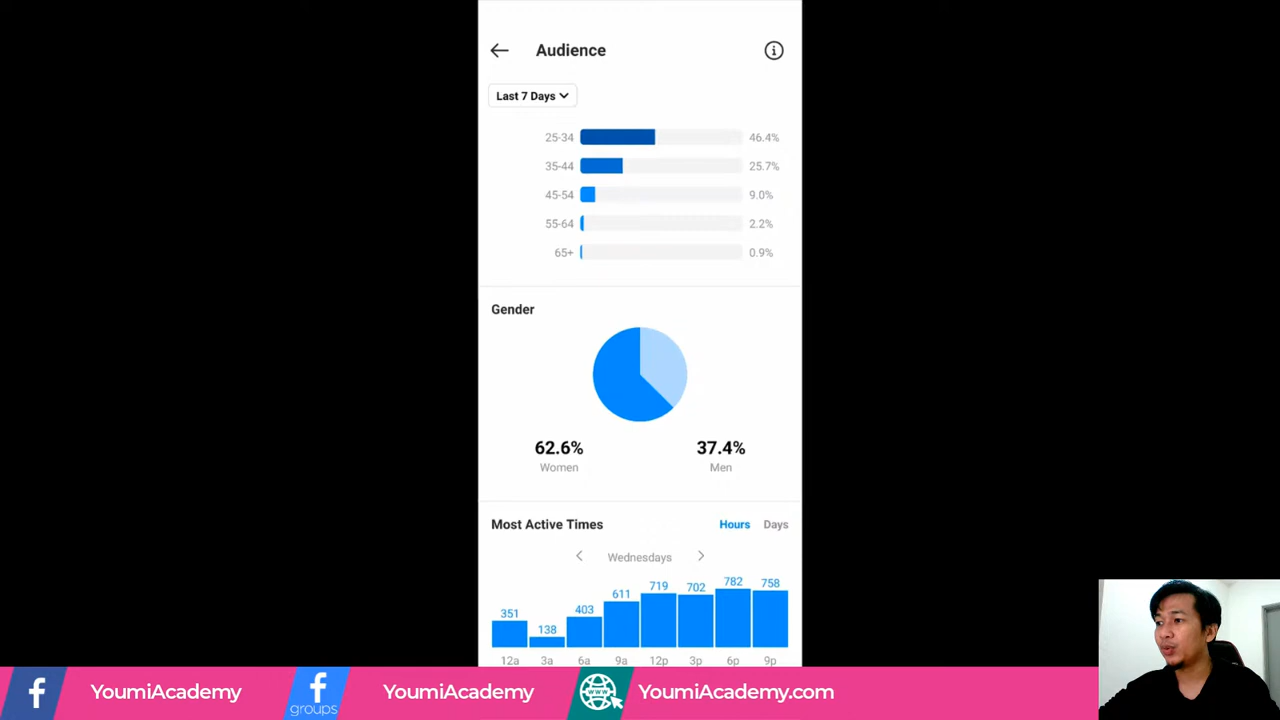 Audience
Last 7 Days
25-34 46.4%
35-44 25.7%
45-54 9.0%
55-64 2.2%
65+ 0.9%
Gender
62.6% 37.4%
Women Men
Most Active Times Hours Days
Wednesdays
351 138 403 611 719 702 782 758
12a 3a 6a 9a 12p 3p 6p 9p
f YoumiAcademy f groups YoumiAcademy WWW YoumiAcademy.com